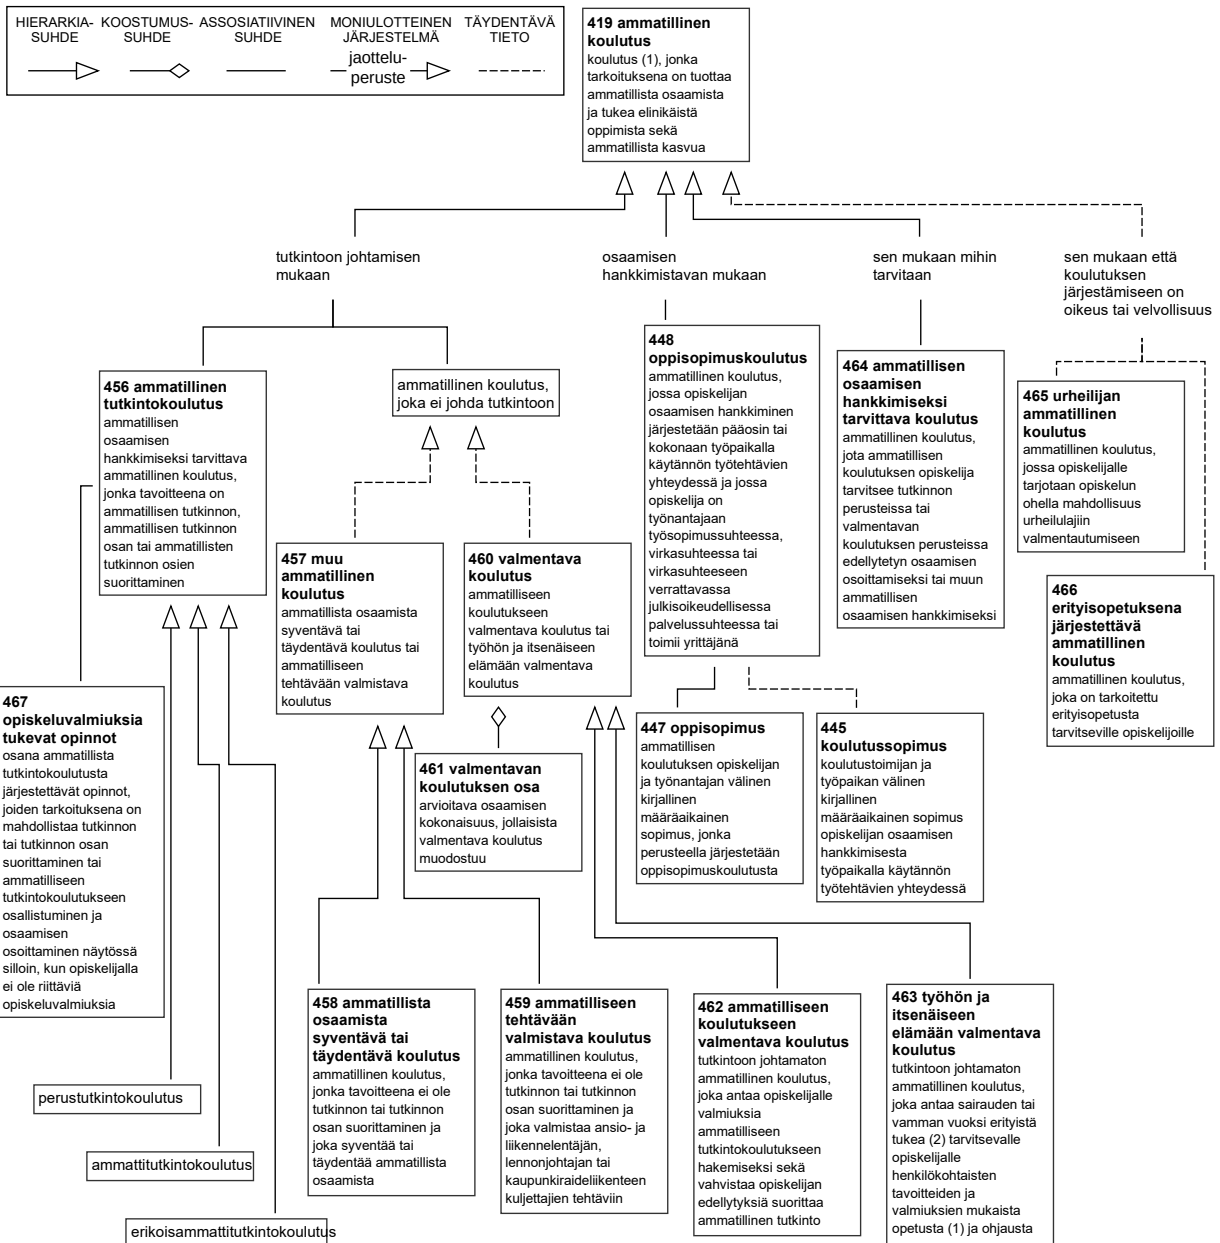 HIERARKIA-
SUHDE
KOOSTUMUS-
SUHDE
ASSOSIATIIVINEN
SUHDE
MONIULOTTEINEN
JÄRJESTELMÄ
jaottelu-
peruste
TÄYDENTÄVÄ
TIETO
419 ammatillinen
koulutus
koulutus (1), jonka
tarkoituksena on tuottaa
ammatillista osaamista
ja tukea elinikäistä
oppimista sekä
ammatillista kasvua
tutkintoon johtamisen
mukaan
osaamisen
hankkimistavan mukaan
sen mukaan mihin
tarvitaan
sen mukaan että
koulutuksen
järjestämiseen on
oikeus tai velvollisuus
456 ammatillinen
tutkintokoulutus
ammatillisen
osaamisen
hankkimiseksi tarvittava
ammatillinen koulutus,
jonka tavoitteena on
ammatillisen tutkinnon,
ammatillisen tutkinnon
osan tai ammatillisten
tutkinnon osien
suorittaminen
ammatillinen koulutus,
joka ei johda tutkintoon
448
oppisopimuskoulutus
ammatillinen koulutus,
jossa opiskelijan
osaamisen hankkiminen
järjestetään pääosin tai
kokonaan työpaikalla
käytännön työtehtävien
yhteydessä ja jossa
opiskelija on
työnantajaan
työsopimussuhteessa,
virkasuhteessa tai
virkasuhteeseen
verrattavassa
julkisoikeudellisessa
palvelussuhteessa tai
toimii yrittäjänä
464 ammatillisen
osaamisen
hankkimiseksi
tarvittava koulutus
ammatillinen koulutus,
jota ammatillisen
koulutuksen opiskelija
tarvitsee tutkinnon
perusteissa tai
valmentavan
koulutuksen perusteissa
edellytetyn osaamisen
osoittamiseksi tai muun
ammatillisen
osaamisen hankkimiseksi
465 urheilijan
ammatillinen
koulutus
ammatillinen koulutus,
jossa opiskelijalle
tarjotaan opiskelun
ohella mahdollisuus
urheilulajiin
valmentautumiseen
466
erityisopetuksena
järjestettävä
ammatillinen
koulutus
ammatillinen koulutus,
joka on tarkoitettu
erityisopetusta
tarvitseville opiskelijoille
457 muu
ammatillinen
koulutus
ammatillista osaamista
syventävä tai
täydentävä koulutus tai
ammatilliseen
tehtävään valmistava
koulutus
460 valmentava
koulutus
ammatilliseen
koulutukseen
valmentava koulutus tai
työhön ja itsenäiseen
elämään valmentava
koulutus
467
opiskeluvalmiuksia
tukevat opinnot
osana ammatillista
tutkintokoulutusta
järjestettävät opinnot,
joiden tarkoituksena on
mahdollistaa tutkinnon
tai tutkinnon osan
suorittaminen tai
ammatilliseen
tutkintokoulutukseen
osallistuminen ja
osaamisen
osoittaminen näytössä
silloin, kun opiskelijalla
ei ole riittäviä
opiskeluvalmiuksia
461 valmentavan
koulutuksen osa
arvioitava osaamisen
kokonaisuus, jollaisista
valmentava koulutus
muodostuu
447 oppisopimus
ammatillisen
koulutuksen opiskelijan
ja työnantajan välinen
kirjallinen
määräaikainen
sopimus, jonka
perusteella järjestetään
oppisopimuskoulutusta
445
koulutussopimus
koulutustoimijan ja
työpaikan välinen
kirjallinen
määräaikainen sopimus
opiskelijan osaamisen
hankkimisesta
työpaikalla käytännön
työtehtävien yhteydessä
458 ammatillista
osaamista
syventävä tai
täydentävä koulutus
ammatillinen koulutus,
jonka tavoitteena ei ole
tutkinnon tai tutkinnon
osan suorittaminen ja
joka syventää tai
täydentää ammatillista
osaamista
459 ammatilliseen
tehtävään
valmistava koulutus
ammatillinen koulutus,
jonka tavoitteena ei ole
tutkinnon tai tutkinnon
osan suorittaminen ja
joka valmistaa ansio- ja
liikennelentäjän,
lennonjohtajan tai
kaupunkiraideliikenteen
kuljettajien tehtäviin
462 ammatilliseen
koulutukseen
valmentava koulutus
tutkintoon johtamaton
ammatillinen koulutus,
joka antaa opiskelijalle
valmiuksia
ammatilliseen
tutkintokoulutukseen
hakemiseksi sekä
vahvistaa opiskelijan
edellytyksiä suorittaa
ammatillinen tutkinto
463 työhön ja
itsenäiseen
elämään valmentava
koulutus
tutkintoon johtamaton
ammatillinen koulutus,
joka antaa sairauden tai
vamman vuoksi erityistä
tukea (2) tarvitsevalle
opiskelijalle
henkilökohtaisten
tavoitteiden ja
valmiuksien mukaista
opetusta (1) ja ohjausta
perustutkintokoulutus
ammattitutkintokoulutus
erikoisammattitutkintokoulutus